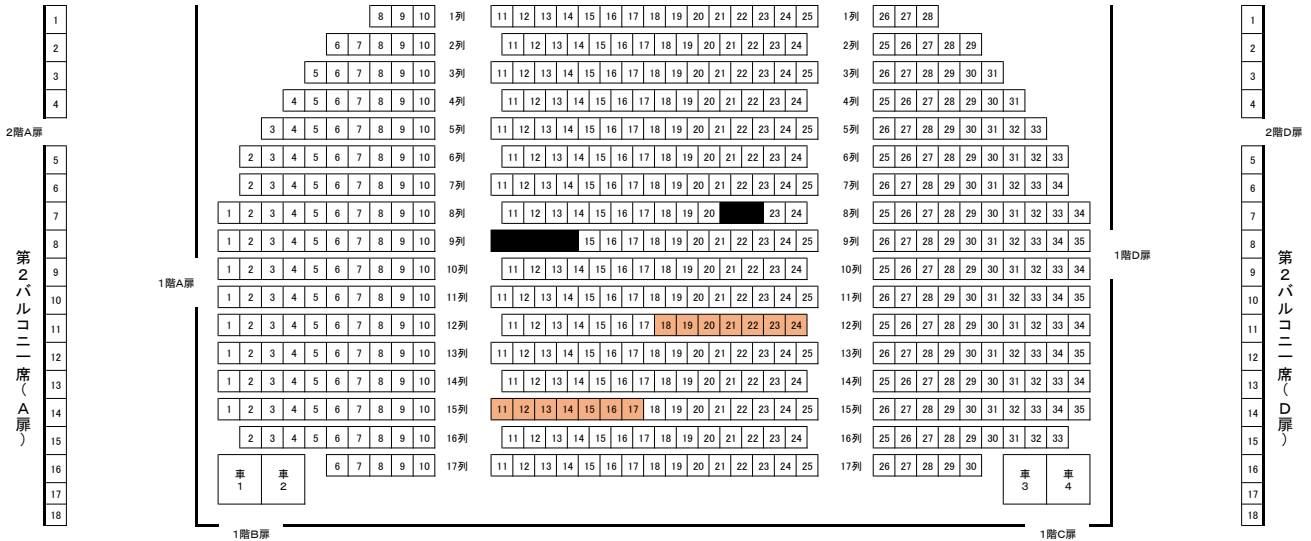 1 8 9 10 1列 11 12 13 14 15 16 17 18 19 20 21 22 23 24 25 1列 26 27 28 1
2 6 7 8 9 10 2列 11 12 13 14 15 16 17 18 19 20 21 22 23 24 2列 25 26 27 28 29 2
3 5 6 7 8 9 10 3列 11 12 13 14 15 16 17 18 19 20 21 22 23 24 25 3列 26 27 28 29 30 31 3
4 4 5 6 7 8 9 10 4列 11 12 13 14 15 16 17 18 19 20 21 22 23 24 4列 25 26 27 28 29 30 31 4
2階A扉 3 4 5 6 7 8 9 10 5列 11 12 13 14 15 16 17 18 19 20 21 22 23 24 25 5列 26 27 28 29 30 31 32 33 2階D扉
5 2 3 4 5 6 7 8 9 10 6列 11 12 13 14 15 16 17 18 19 20 21 22 23 24 6列 25 26 27 28 29 30 31 32 33 5
6 2 3 4 5 6 7 8 9 10 7列 11 12 13 14 15 16 17 18 19 20 21 22 23 24 25 7列 26 27 28 29 30 31 32 33 34 6
7 1 2 3 4 5 6 7 8 9 10 8列 11 12 13 14 15 16 17 18 19 20 23 24 8列 25 26 27 28 29 30 31 32 33 34 7
8 1 2 3 4 5 6 7 8 9 10 9列 15 16 17 18 19 20 21 22 23 24 25 9列 26 27 28 29 30 31 32 33 34 35 8
9 1 2 3 4 5 6 7 8 9 10 10列 11 12 13 14 15 16 17 18 19 20 21 22 23 24 10列 25 26 27 28 29 30 31 32 33 34 9
10 1 2 3 4 5 6 7 8 9 10 11列 11 12 13 14 15 16 17 18 19 20 21 22 23 24 25 11列 26 27 28 29 30 31 32 33 34 35 10
11 1 2 3 4 5 6 7 8 9 10 12列 11 12 13 14 15 16 17 18 19 20 21 22 23 24 12列 25 26 27 28 29 30 31 32 33 34 11
12 1 2 3 4 5 6 7 8 9 10 13列 11 12 13 14 15 16 17 18 19 20 21 22 23 24 25 13列 26 27 28 29 30 31 32 33 34 35 12
13 1 2 3 4 5 6 7 8 9 10 14列 11 12 13 14 15 16 17 18 19 20 21 22 23 24 14列 25 26 27 28 29 30 31 32 33 34 13
14 1 2 3 4 5 6 7 8 9 10 15列 11 12 13 14 15 16 17 18 19 20 21 22 23 24 25 15列 26 27 28 29 30 31 32 33 34 35 14
15 2 3 4 5 6 7 8 9 10 16列 11 12 13 14 15 16 17 18 19 20 21 22 23 24 16列 25 26 27 28 29 30 31 32 33 15
16 車1 車2 6 7 8 9 10 17列 11 12 13 14 15 16 17 18 19 20 21 22 23 24 25 17列 26 27 28 29 30 車3 車4 16
17 17
18 18
第2バルコニー席(A扉)
1階A扉
1階D扉
第2バルコニー席(D扉)
1階B扉
1階C扉